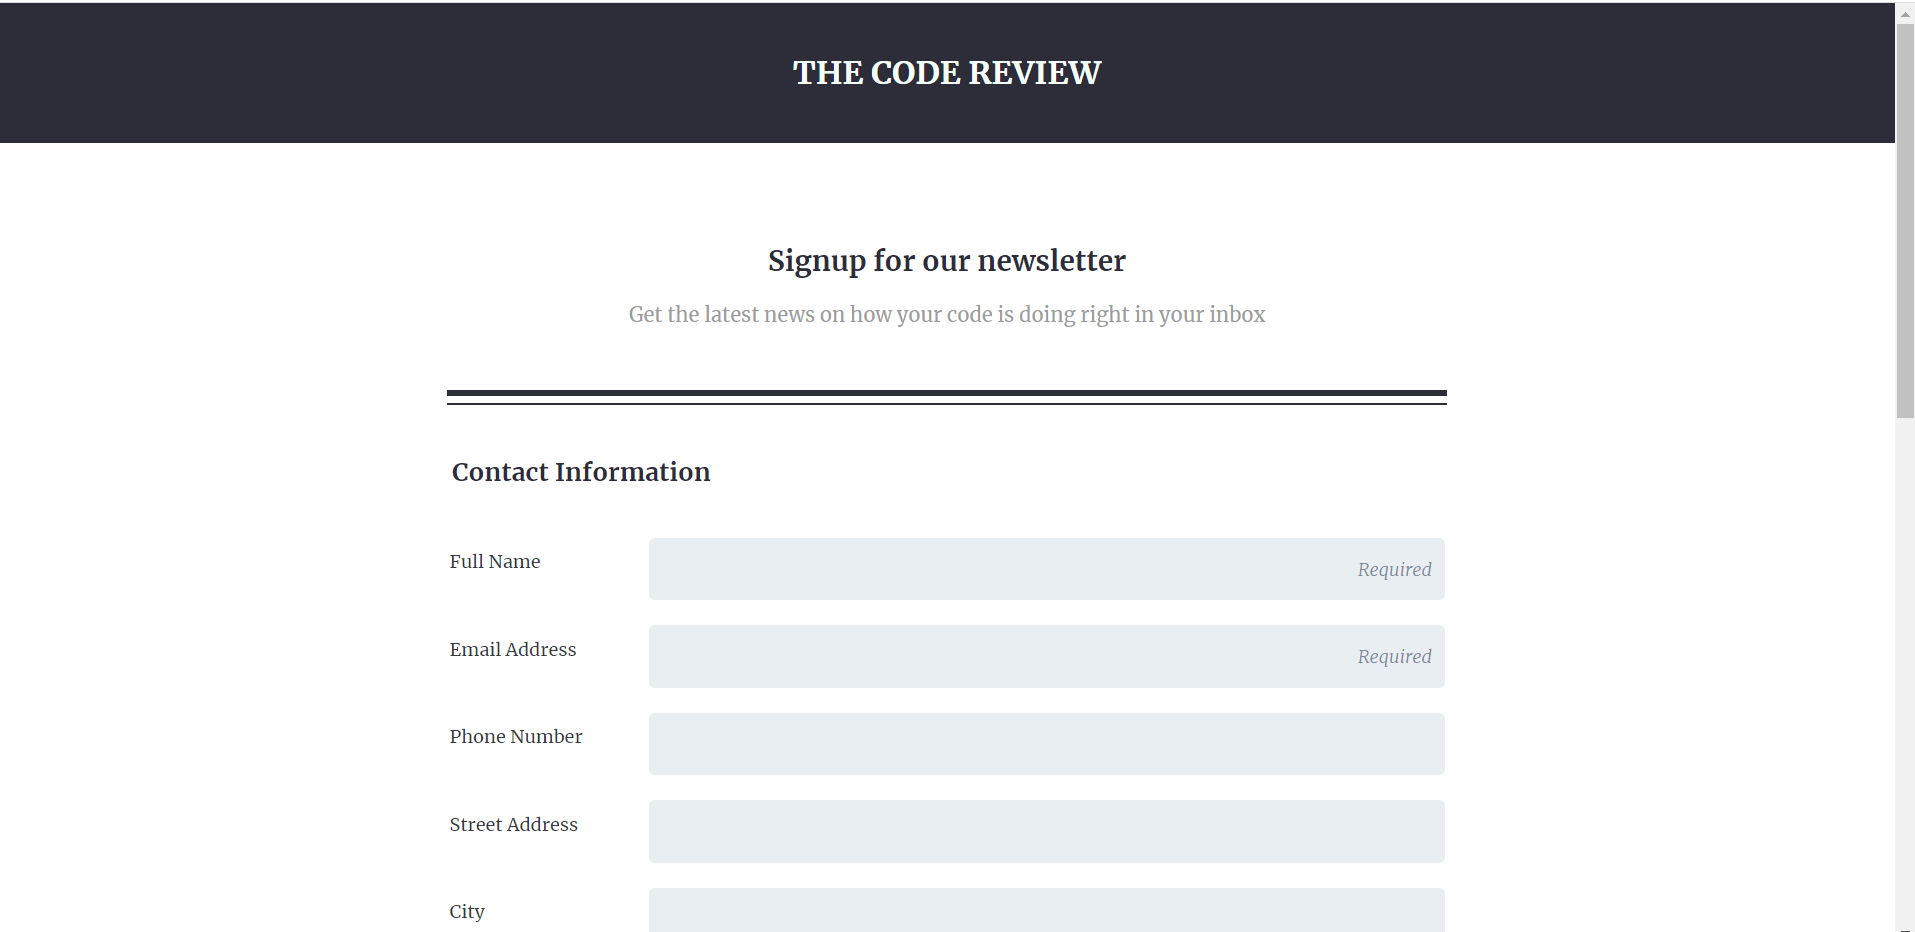 THE CODE REVIEW
Signup for our newsletter
Get the latest news on how your code is doing right in your inbox
Contact Information
Full Name
Required
Email Address
Required
Phone Number
Street Address
City